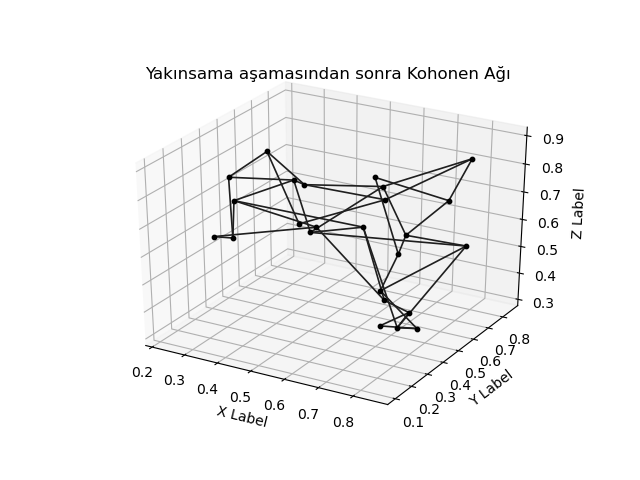 Yakınsama aşamasından sonra Kohonen Ağı
0.9
0.8
0.7
0.6
0.5
0.4
0.3
Z Label
0.2 0.3 0.4 0.5 0.6 0.7 0.8
X Label
0.1 0.2 0.3 0.4 0.5 0.6 0.7 0.8
Y Label